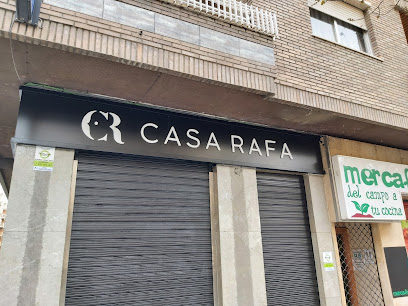 CR CASA RAFA
merca
del campo a
tu cocina